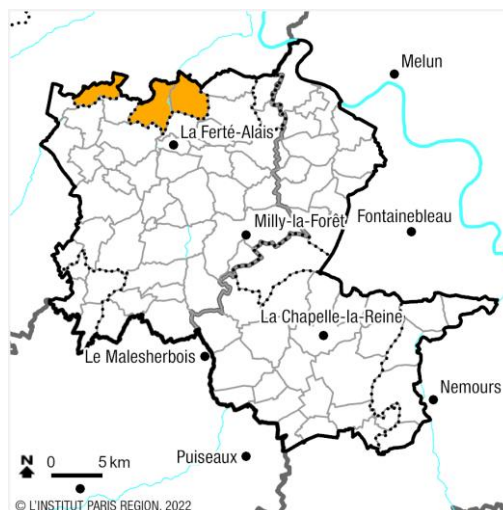 Melun
La Ferté-Alais
Milly-la-Forêt
Fontainebleau
La Chapelle-la-Reine
Le Malesherbois
Nemours
Puiseaux
N 0 5 km
© L'INSTITUT PARIS REGION, 2022